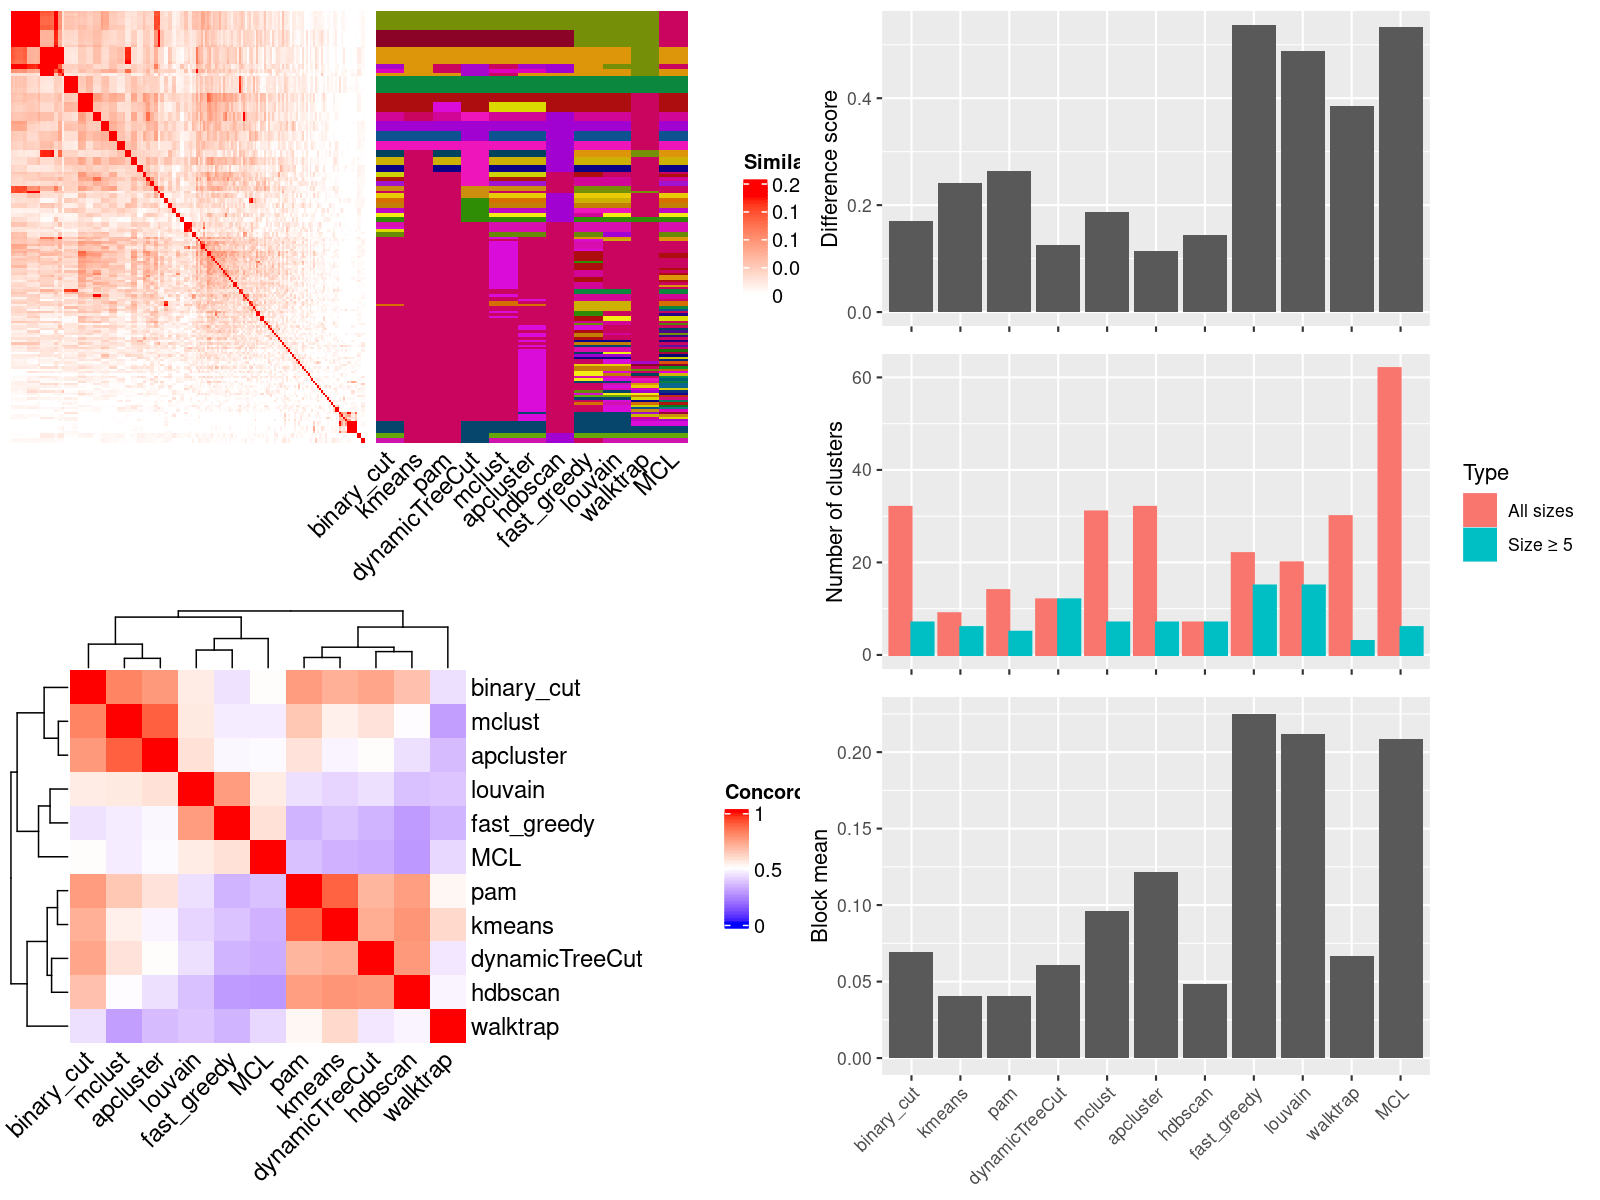 Simila
0.2
0.1
0.1
0.0
0
binary_cut
kmeans
pam
dynamicTreeCut
mclust
apcluster
hdbscan
fast_greedy
louvain
walktrap
MCL
Difference score
0.4
0.2
0.0
Number of clusters
60
40
20
0
Type
All sizes
Size ≥ 5
binary_cut
mclust
apcluster
louvain
fast_greedy
MCL
pam
kmeans
dynamicTreeCut
hdbscan
walktrap
binary_cut
mclust
apcluster
louvain
fast_greedy
MCL
pam
kmeans
dynamicTreeCut
hdbscan
walktrap
Concord
1
0.5
0
Block mean
0.20
0.15
0.10
0.05
0.00
binary_cut
kmeans
pam
dynamicTreeCut
mclust
apcluster
hdbscan
fast_greedy
louvain
walktrap
MCL